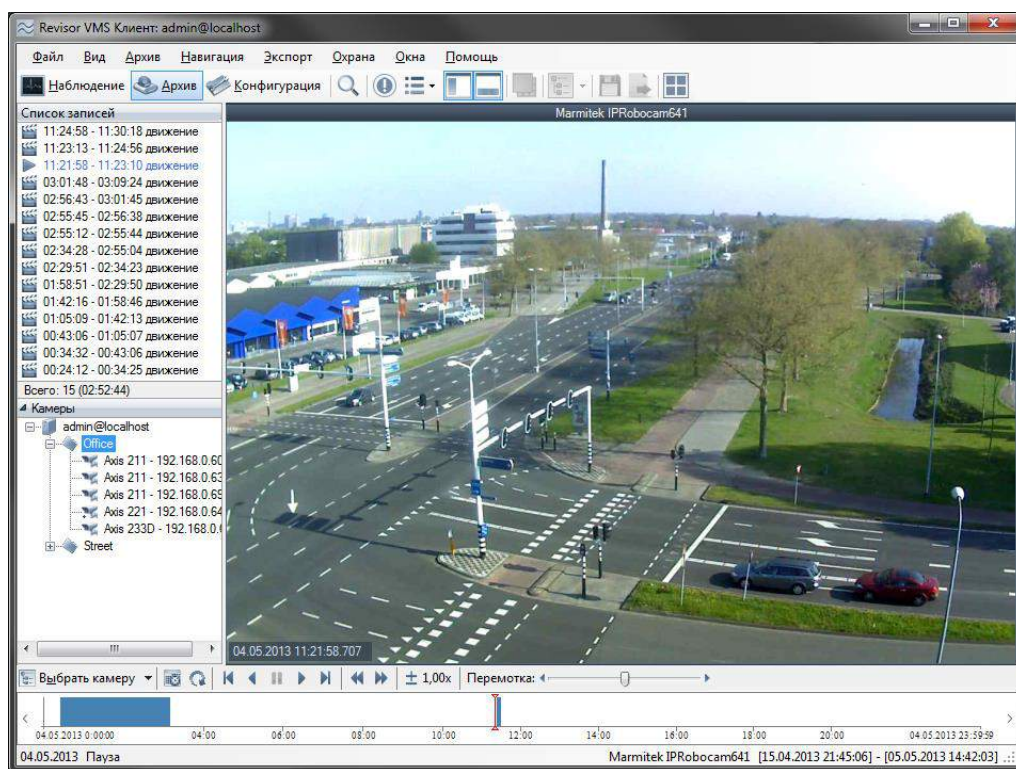 Revisor VMS Клиент: admin@localhost
Файл Вид Архив Навигация Экспорт Охрана Окна Помощь
Наблюдение Архив Конфигурация
Список записей
Marmitek IPRobocam641
11:24:58 - 11:30:18 движение
11:23:13 - 11:24:56 движение
11:21:58 - 11:23:10 движение
03:01:48 - 03:09:24 движение
02:56:43 - 03:01:45 движение
02:55:45 - 02:56:38 движение
02:55:12 - 02:55:44 движение
02:34:28 - 02:55:04 движение
02:29:51 - 02:34:23 движение
01:58:51 - 02:29:50 движение
01:42:16 - 01:58:46 движение
01:05:09 - 01:42:13 движение
00:43:06 - 01:05:07 движение
00:34:32 - 00:43:06 движение
00:24:12 - 00:34:25 движение
Всего: 15 (02:52:44)
Камеры
admin@localhost
Office
Axis 211 - 192.168.0.60
Axis 211 - 192.168.0.63
Axis 211 - 192.168.0.65
Axis 221 - 192.168.0.64
Axis 233D - 192.168.0.
Street
04.05.2013 11:21:58.707
Выбрать камеру 1,00x Перемотка:
04.05.2013 0:00:00 04:00 06:00 08:00 10:00 12:00 14:00 16:00 18:00 20:00 04.05.2013 23:59:59
04.05.2013 Пауза Marmitek IPRobocam641 [15.04.2013 21:45:06] - [05.05.2013 14:42:03]